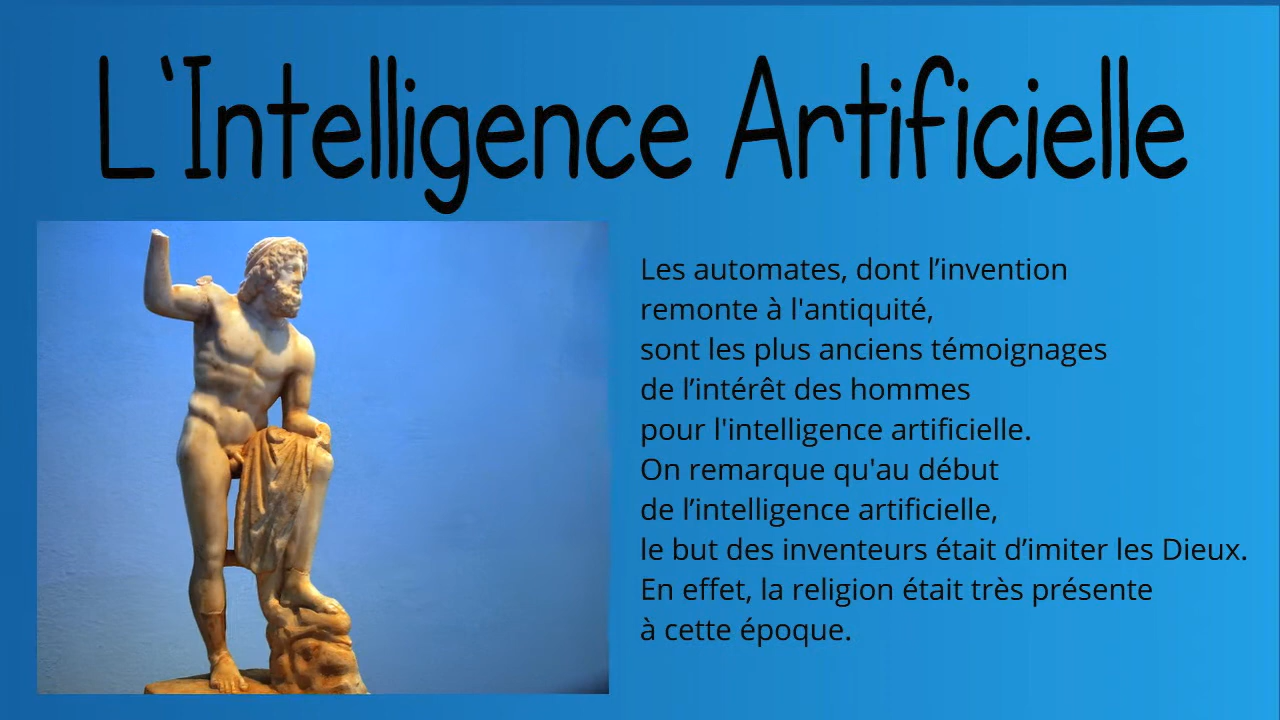 L‘Intelligence Artificielle
Les automates, dont l’invention
remonte à l'antiquité,
sont les plus anciens témoignages
de l’intérêt des hommes
pour l'intelligence artificielle.
On remarque qu'au début
de l’intelligence artificielle,
le but des inventeurs était d’imiter les Dieux.
En effet, la religion était très présente
à cette époque.